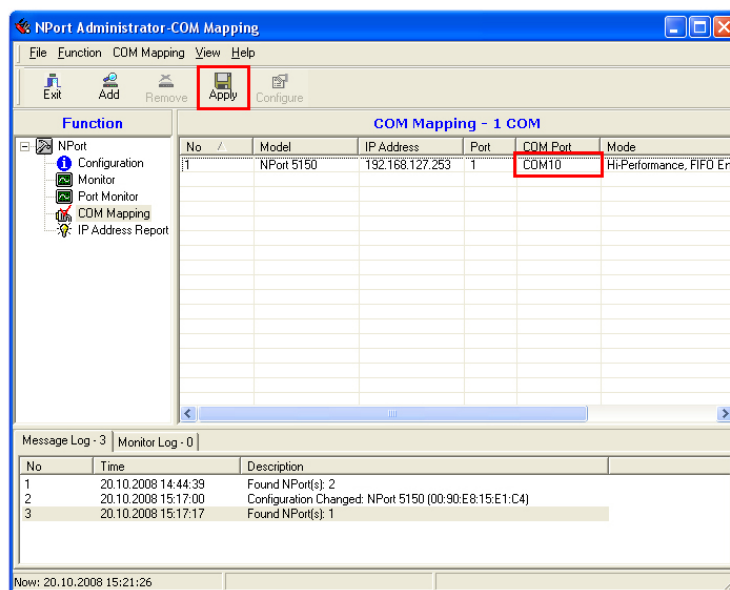 NPort Administrator-COM Mapping
File Function COM Mapping View Help
Exit Add Remove Apply Configure
Function
COM Mapping - 1 COM
NPort
Configuration
Monitor
Port Monitor
COM Mapping
IP Address Report
No Model IP Address Port COM Port Mode
1 NPort 5150 192.168.127.253 1 COM10 Hi-Performance, FIFO En
Message Log - 3 Monitor Log - 0
No Time Description
1 20.10.2008 14:44:39 Found NPort(s): 2
2 20.10.2008 15:17:00 Configuration Changed: NPort 5150 (00:90:E8:15:E1:C4)
3 20.10.2008 15:17:17 Found NPort(s): 1
Now: 20.10.2008 15:21:26